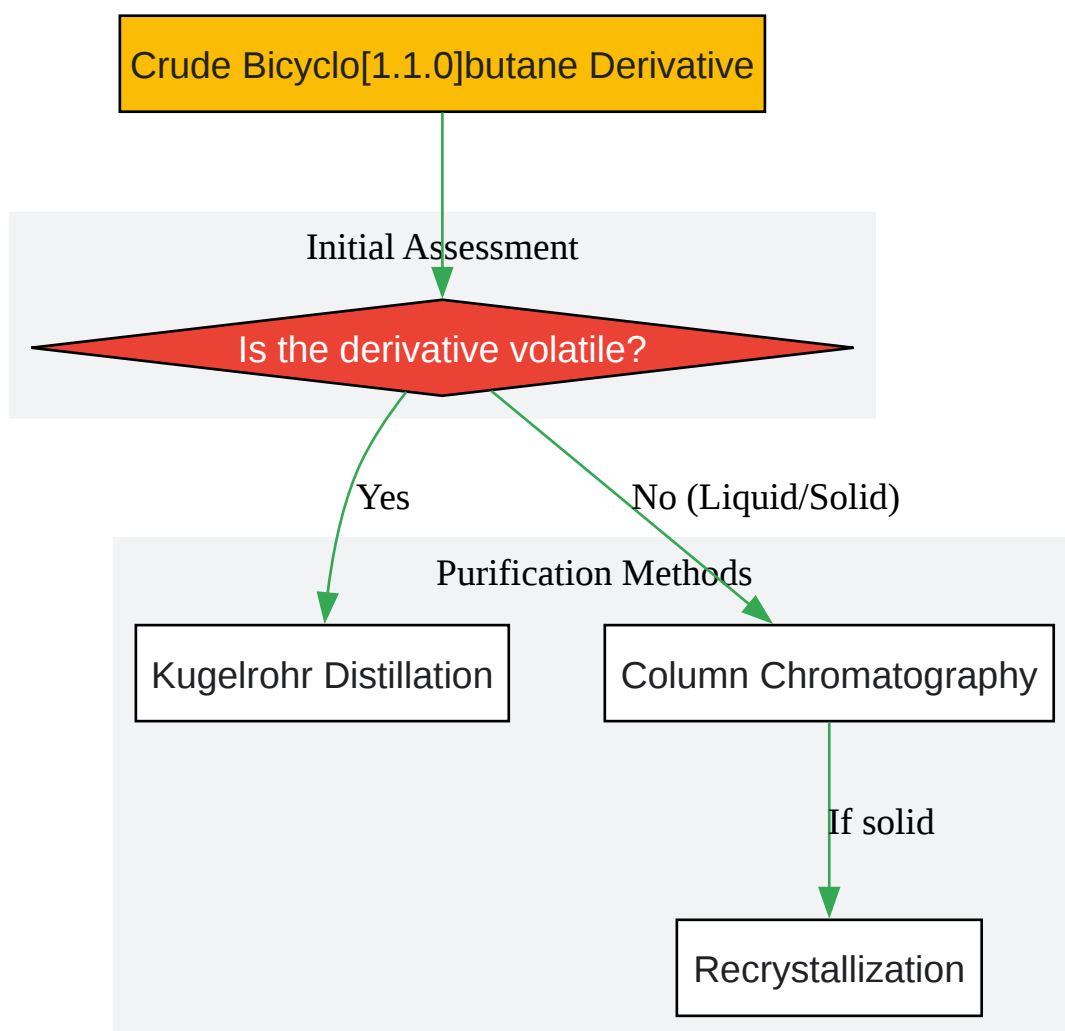 Crude Bicyclo[1.1.0]butane Derivative
Initial Assessment
Is the derivative volatile?
Yes
No (Liquid/Solid)
Purification Methods
Kugelrohr Distillation
Column Chromatography
If solid
Recrystallization